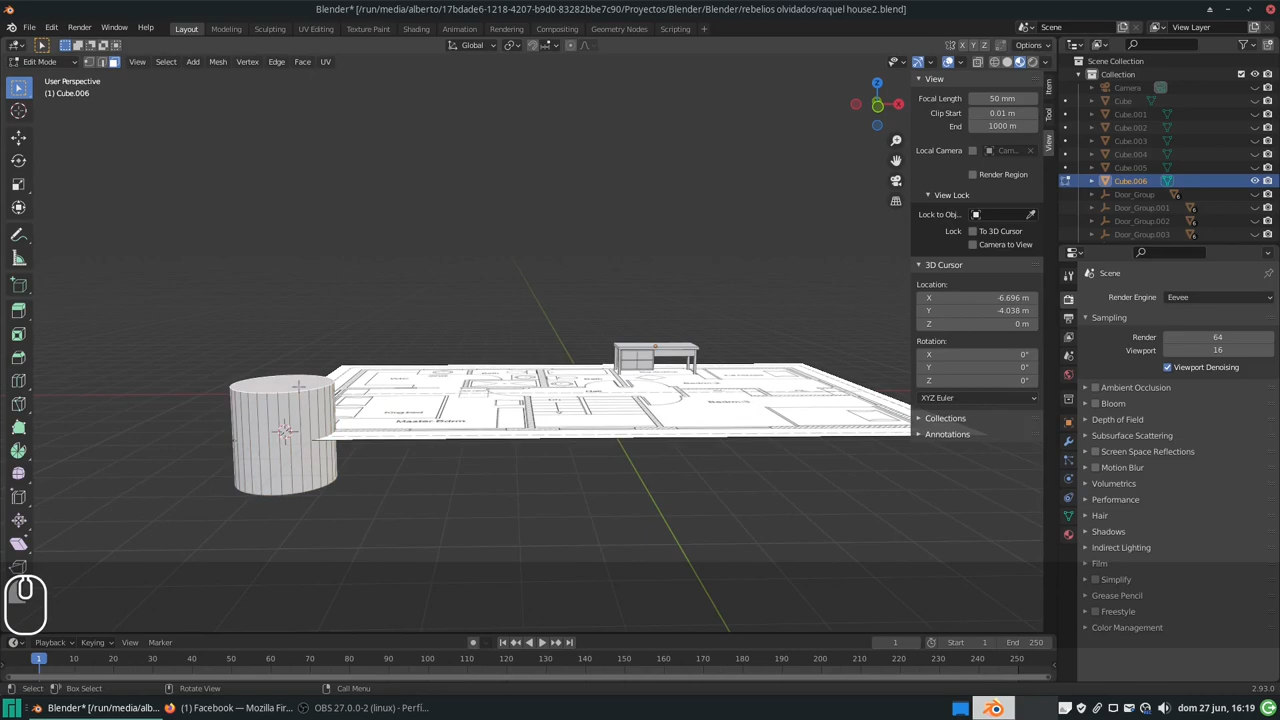 Blender* [/run/media/alberto/17bdade6-1218-4207-b9d0-83282bbe7c90/Proyectos/Blender/Blender/rebelios olvidados/raquel house2.blend]
File Edit Render Window Help Layout Modeling Sculpting UV Editing Texture Paint Shading Animation Rendering Compositing Geometry Nodes Scripting Scene View Layer
Global X Y Z Options
Edit Mode View Select Add Mesh Vertex Edge Face UV
User Perspective
(1) Cube.006
Z
X
View
Focal Length 50 mm
Clip Start 0.01 m
End 1000 m
Local Camera Cam...
Render Region
View Lock
Lock to Obj...
Lock: To 3D Cursor
Camera to View
3D Cursor
Location:
X -6.696 m
Y -4.038 m
Z 0 m
Rotation:
X 0°
Y 0°
Z 0°
XYZ Euler
Collections
Annotations
Item
Tool
View
Master Bdrm
Scene Collection
Collection
Camera
Cube
Cube.001
Cube.002
Cube.003
Cube.004
Cube.005
Cube.006
Door_Group 6
Door_Group.001 6
Door_Group.002 6
Door_Group.003 6
Scene
Render Engine Eevee
Sampling
Render 64
Viewport 16
Viewport Denoising
Ambient Occlusion
Bloom
Depth of Field
Subsurface Scattering
Screen Space Reflections
Motion Blur
Volumetrics
Performance
Hair
Shadows
Indirect Lighting
Film
Simplify
Grease Pencil
Freestyle
Color Management
Playback Keying View Marker 1 Start 1 End 250
1 10 20 30 40 50 60 70 80 90 100 110 120 130 140 150 160 170 180 190 200 210 220 230 240 250
Select Box Select Rotate View Call Menu 2.93.0
Blender* [/run/media/alb... (1) Facebook — Mozilla Fir... OBS 27.0.0-2 (linux) - Perfi... dom 27 jun, 16:19